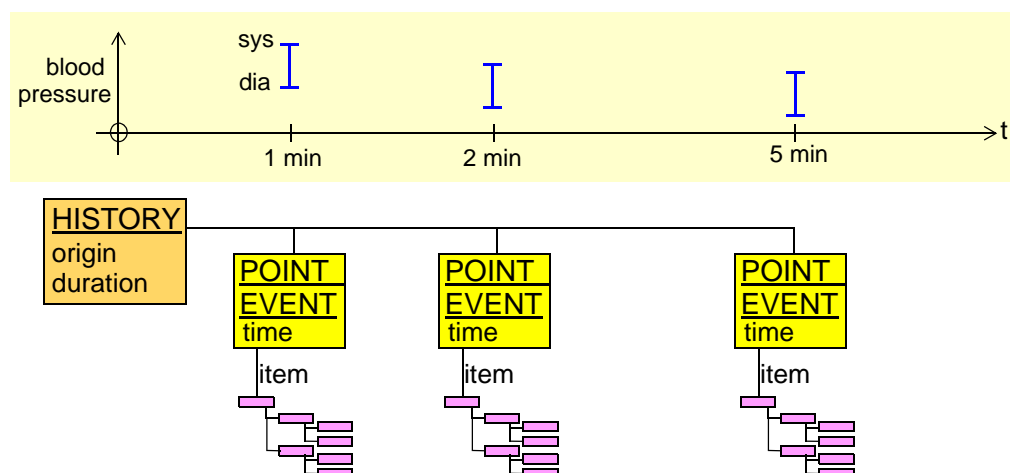 sys
blood
pressure
dia
t
1 min
2 min
5 min
HISTORY
origin
duration
POINT
EVENT
time
item
POINT
EVENT
time
item
POINT
EVENT
time
item